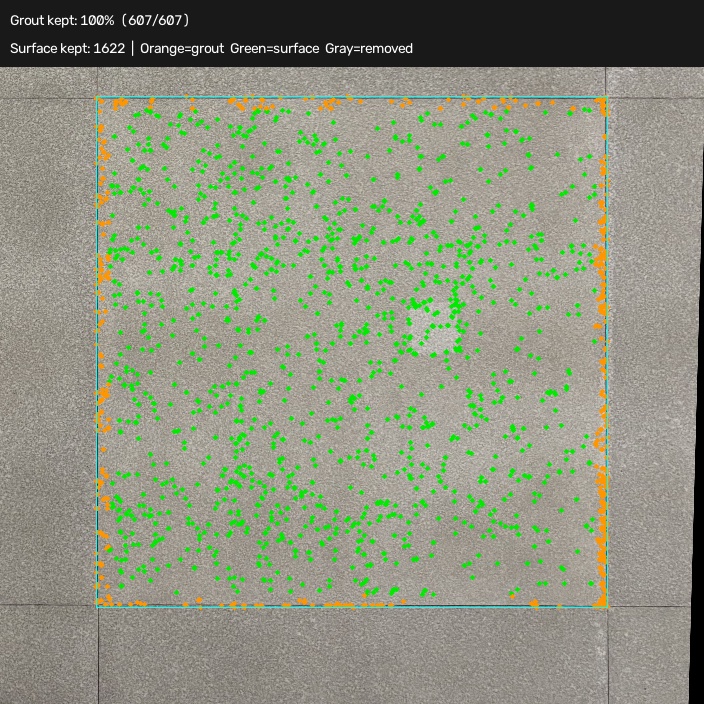 Grout kept: 100% (607/607)
Surface kept: 1622 | Orange=grout Green=surface Gray=removed